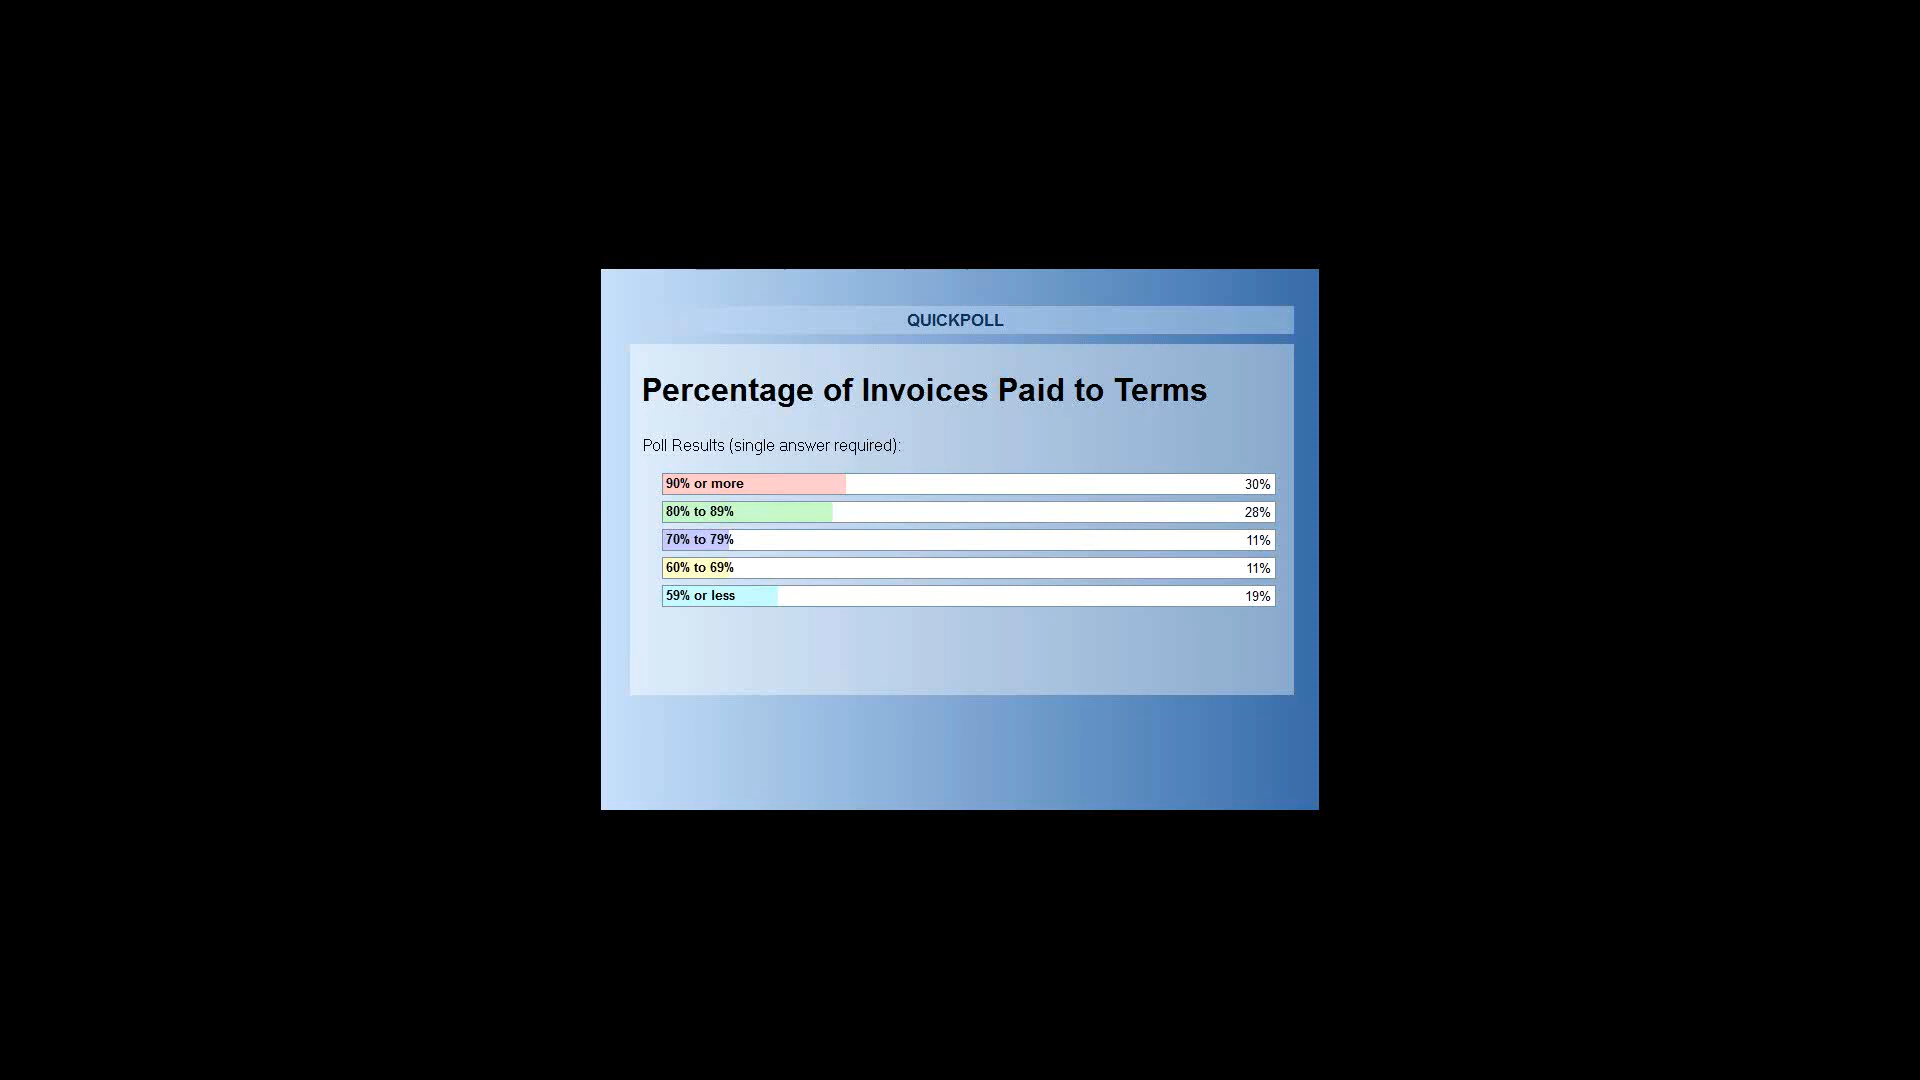 QUICKPOLL
Percentage of Invoices Paid to Terms
Poll Results (single answer required):
90% or more 30%
80% to 89% 28%
70% to 79% 11%
60% to 69% 11%
59% or less 19%